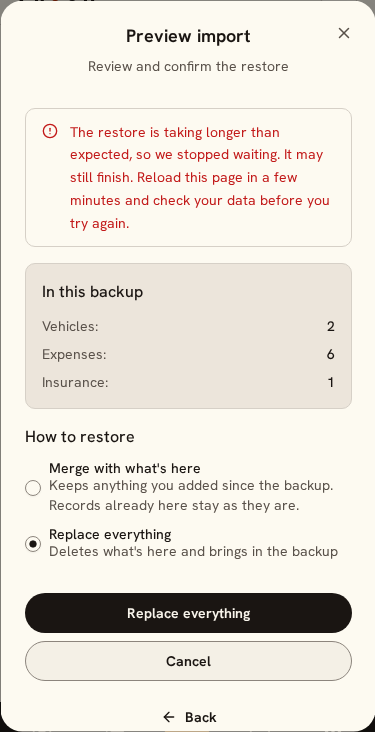 Preview import
Review and confirm the restore
The restore is taking longer than
expected, so we stopped waiting. It may
still finish. Reload this page in a few
minutes and check your data before you
try again.
In this backup
Vehicles: 2
Expenses: 6
Insurance: 1
How to restore
Merge with what's here
Keeps anything you added since the backup.
Records already here stay as they are.
Replace everything
Deletes what's here and brings in the backup
Replace everything
Cancel
Back